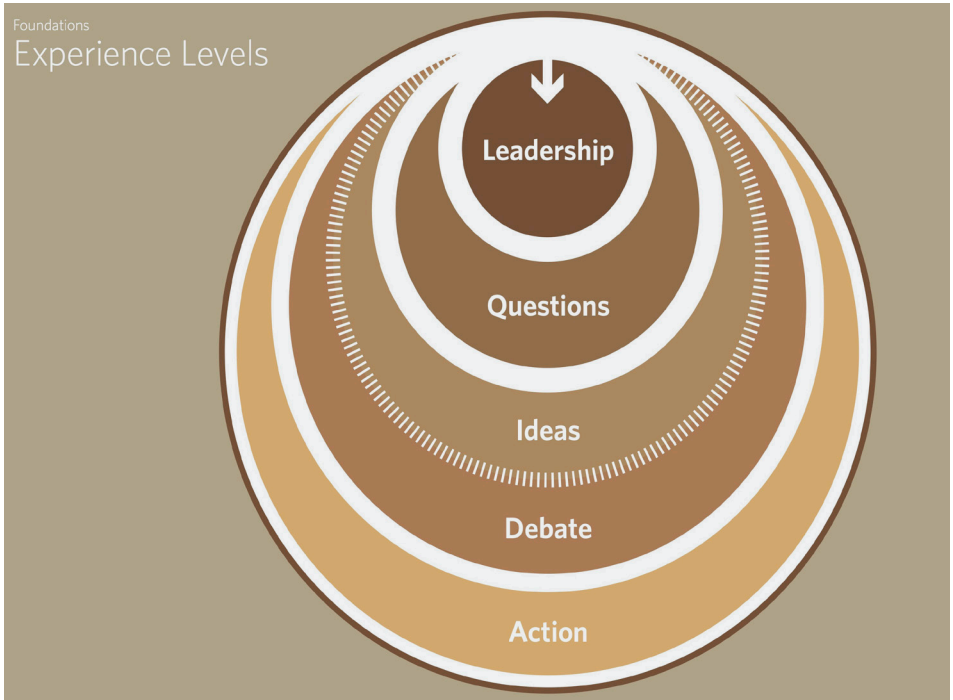 Foundations
Experience Levels
Leadership
Questions
Ideas
Debate
Action